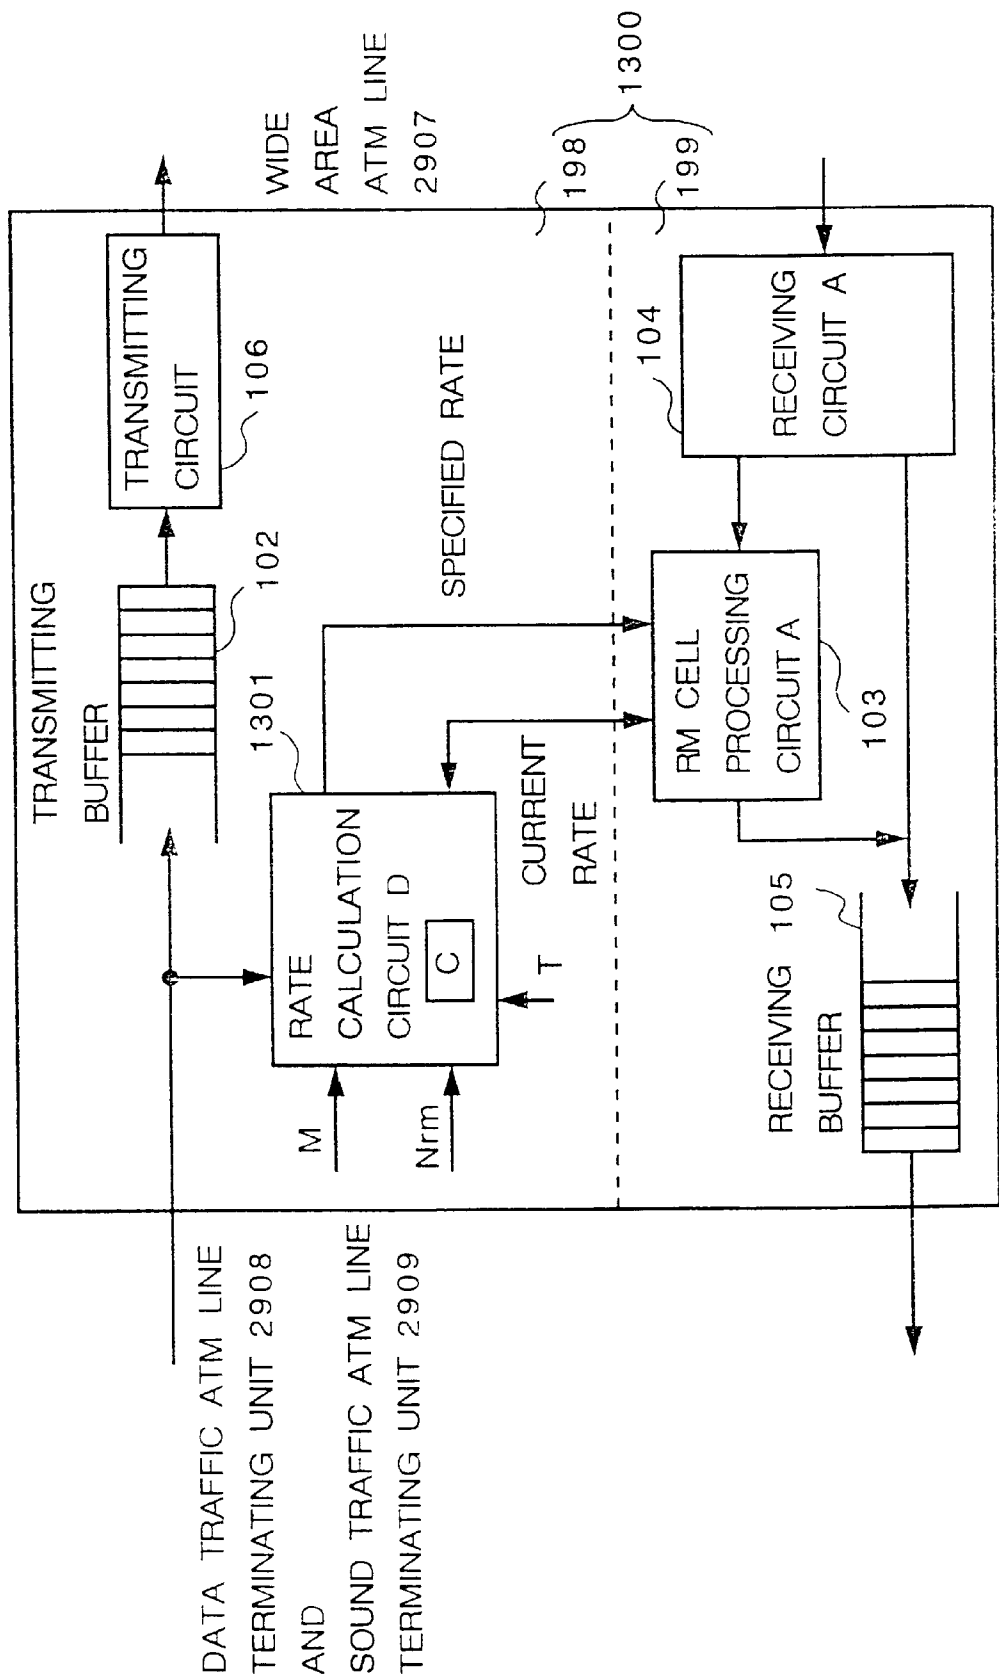 DATA TRAFFIC ATM LINE
TERMINATING UNIT 2908
AND
SOUND TRAFFIC ATM LINE
TERMINATING UNIT 2909
TRANSMITTING
BUFFER
102
TRANSMITTING
CIRCUIT
106
WIDE
AREA
ATM LINE
2907
1301
RATE
CALCULATION
CIRCUIT D
C
M
Nrm
T
CURRENT
RATE
SPECIFIED RATE
198
199
1300
RM CELL
PROCESSING
CIRCUIT A
103
104
RECEIVING
CIRCUIT A
RECEIVING
BUFFER
105